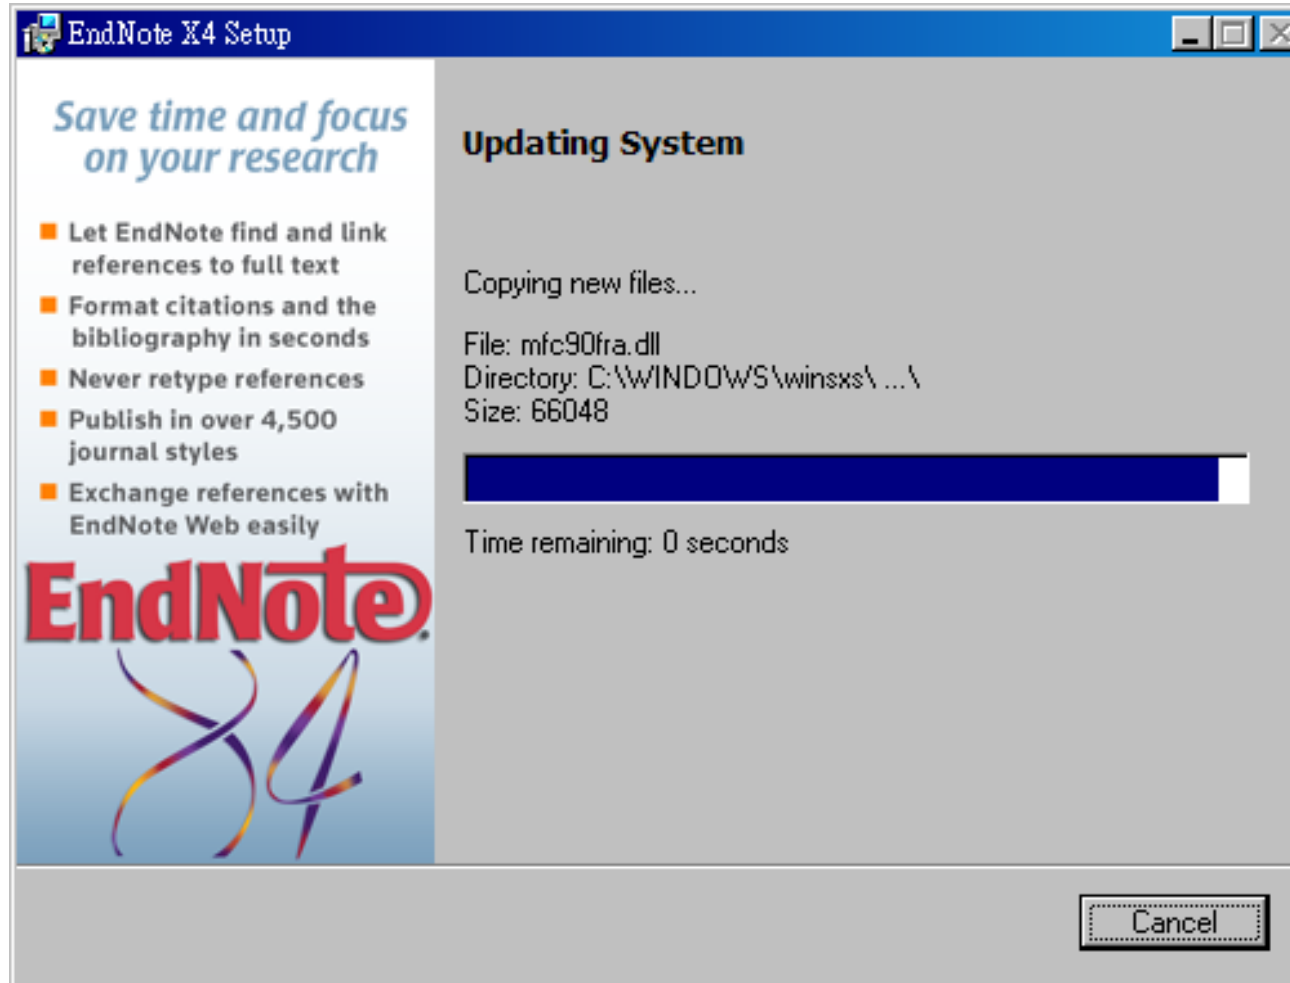 EndNote X4 Setup
Save time and focus
on your research
Let EndNote find and link
references to full text
Format citations and the
bibliography in seconds
Never retype references
Publish in over 4,500
journal styles
Exchange references with
EndNote Web easily
EndNote
X4
Updating System
Copying new files...
File: mfc90fra.dll
Directory: C:\WINDOWS\winsxs\ ...\
Size: 66048
Time remaining: 0 seconds
Cancel